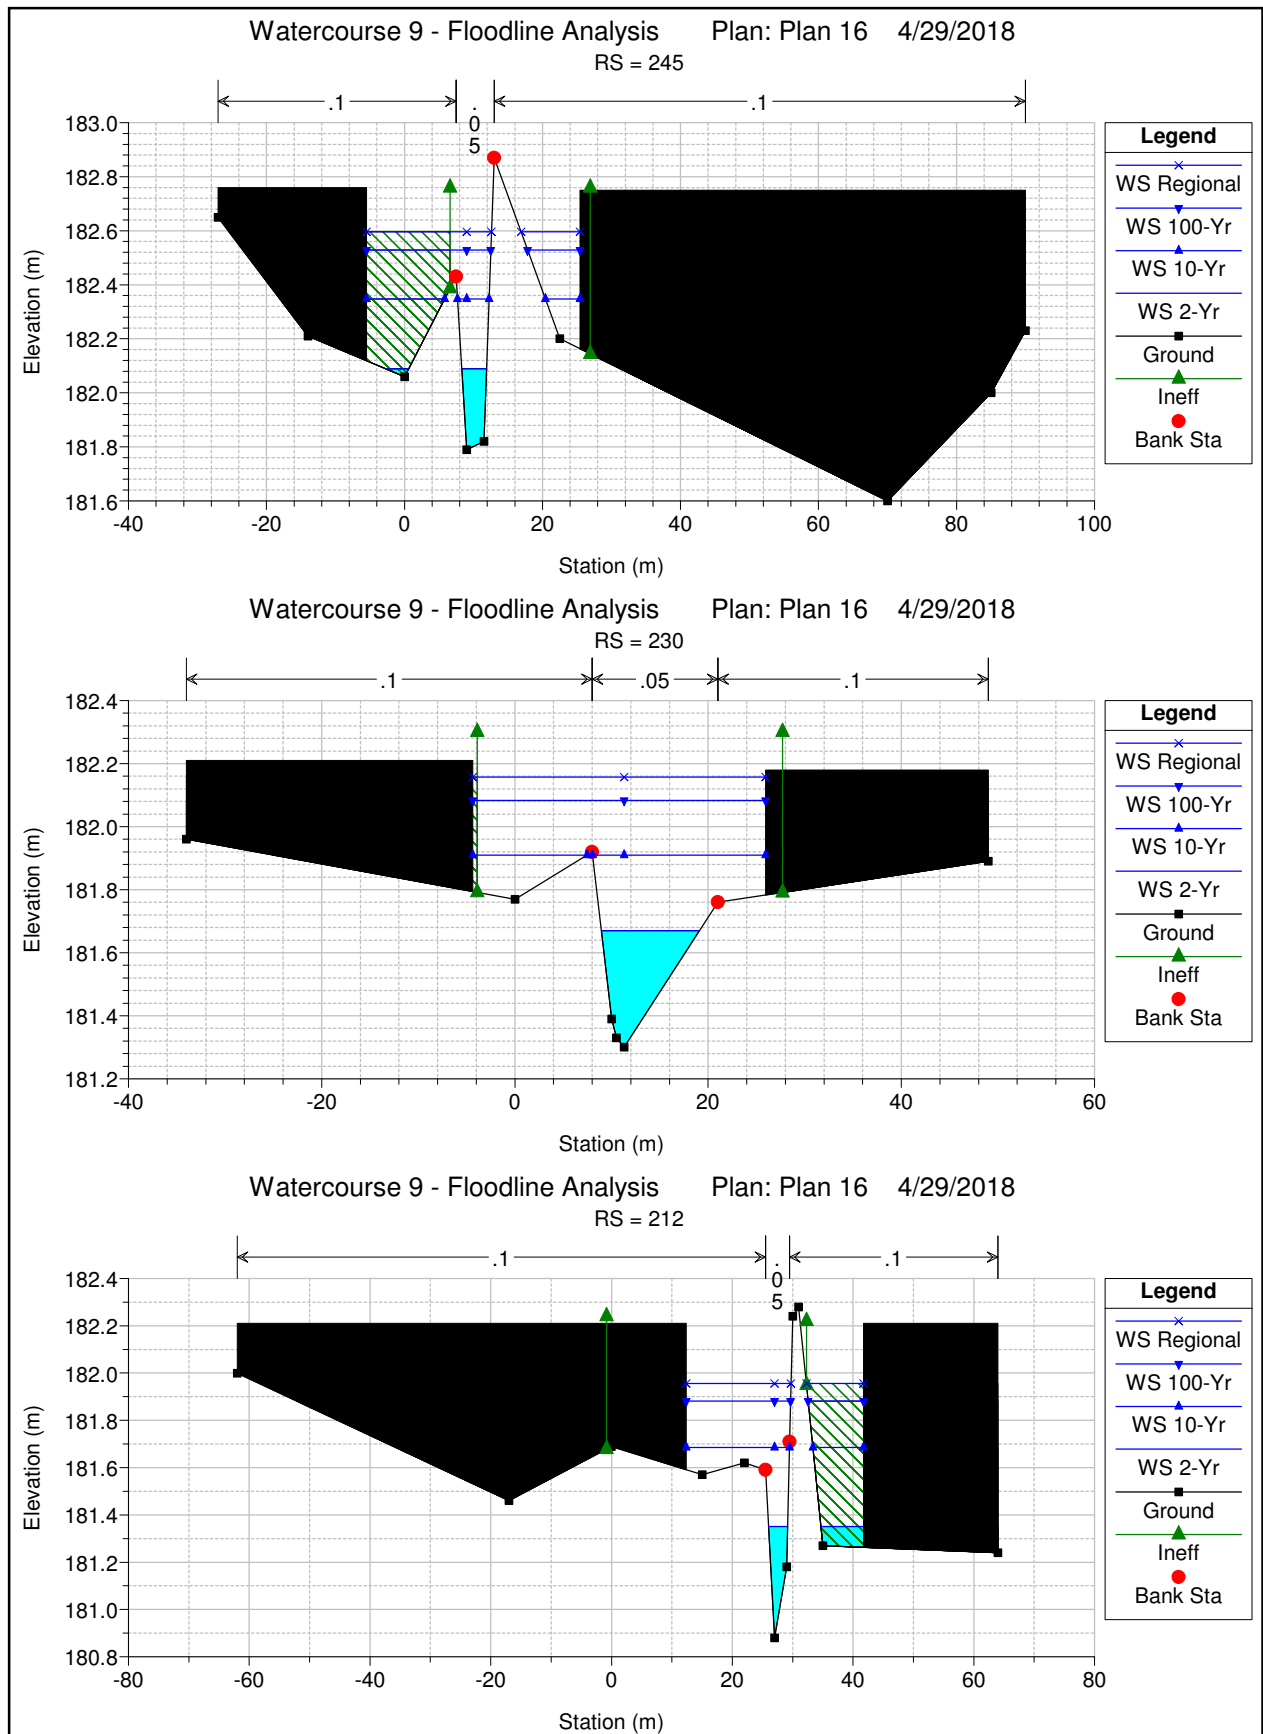 Watercourse 9 - Floodline Analysis Plan: Plan 16 4/29/2018
RS = 245
.1
.05
.1
183.0
182.8
182.6
182.4
182.2
182.0
181.8
181.6
Elevation (m)
-40
-20
0
20
40
60
80
100
Station (m)
Legend
WS Regional
WS 100-Yr
WS 10-Yr
WS 2-Yr
Ground
Ineff
Bank Sta
Watercourse 9 - Floodline Analysis Plan: Plan 16 4/29/2018
RS = 230
.1
.05
.1
182.4
182.2
182.0
181.8
181.6
181.4
181.2
Elevation (m)
-40
-20
0
20
40
60
Station (m)
Legend
WS Regional
WS 100-Yr
WS 10-Yr
WS 2-Yr
Ground
Ineff
Bank Sta
Watercourse 9 - Floodline Analysis Plan: Plan 16 4/29/2018
RS = 212
.1
.05
.1
182.4
182.2
182.0
181.8
181.6
181.4
181.2
181.0
180.8
Elevation (m)
-80
-60
-40
-20
0
20
40
60
80
Station (m)
Legend
WS Regional
WS 100-Yr
WS 10-Yr
WS 2-Yr
Ground
Ineff
Bank Sta